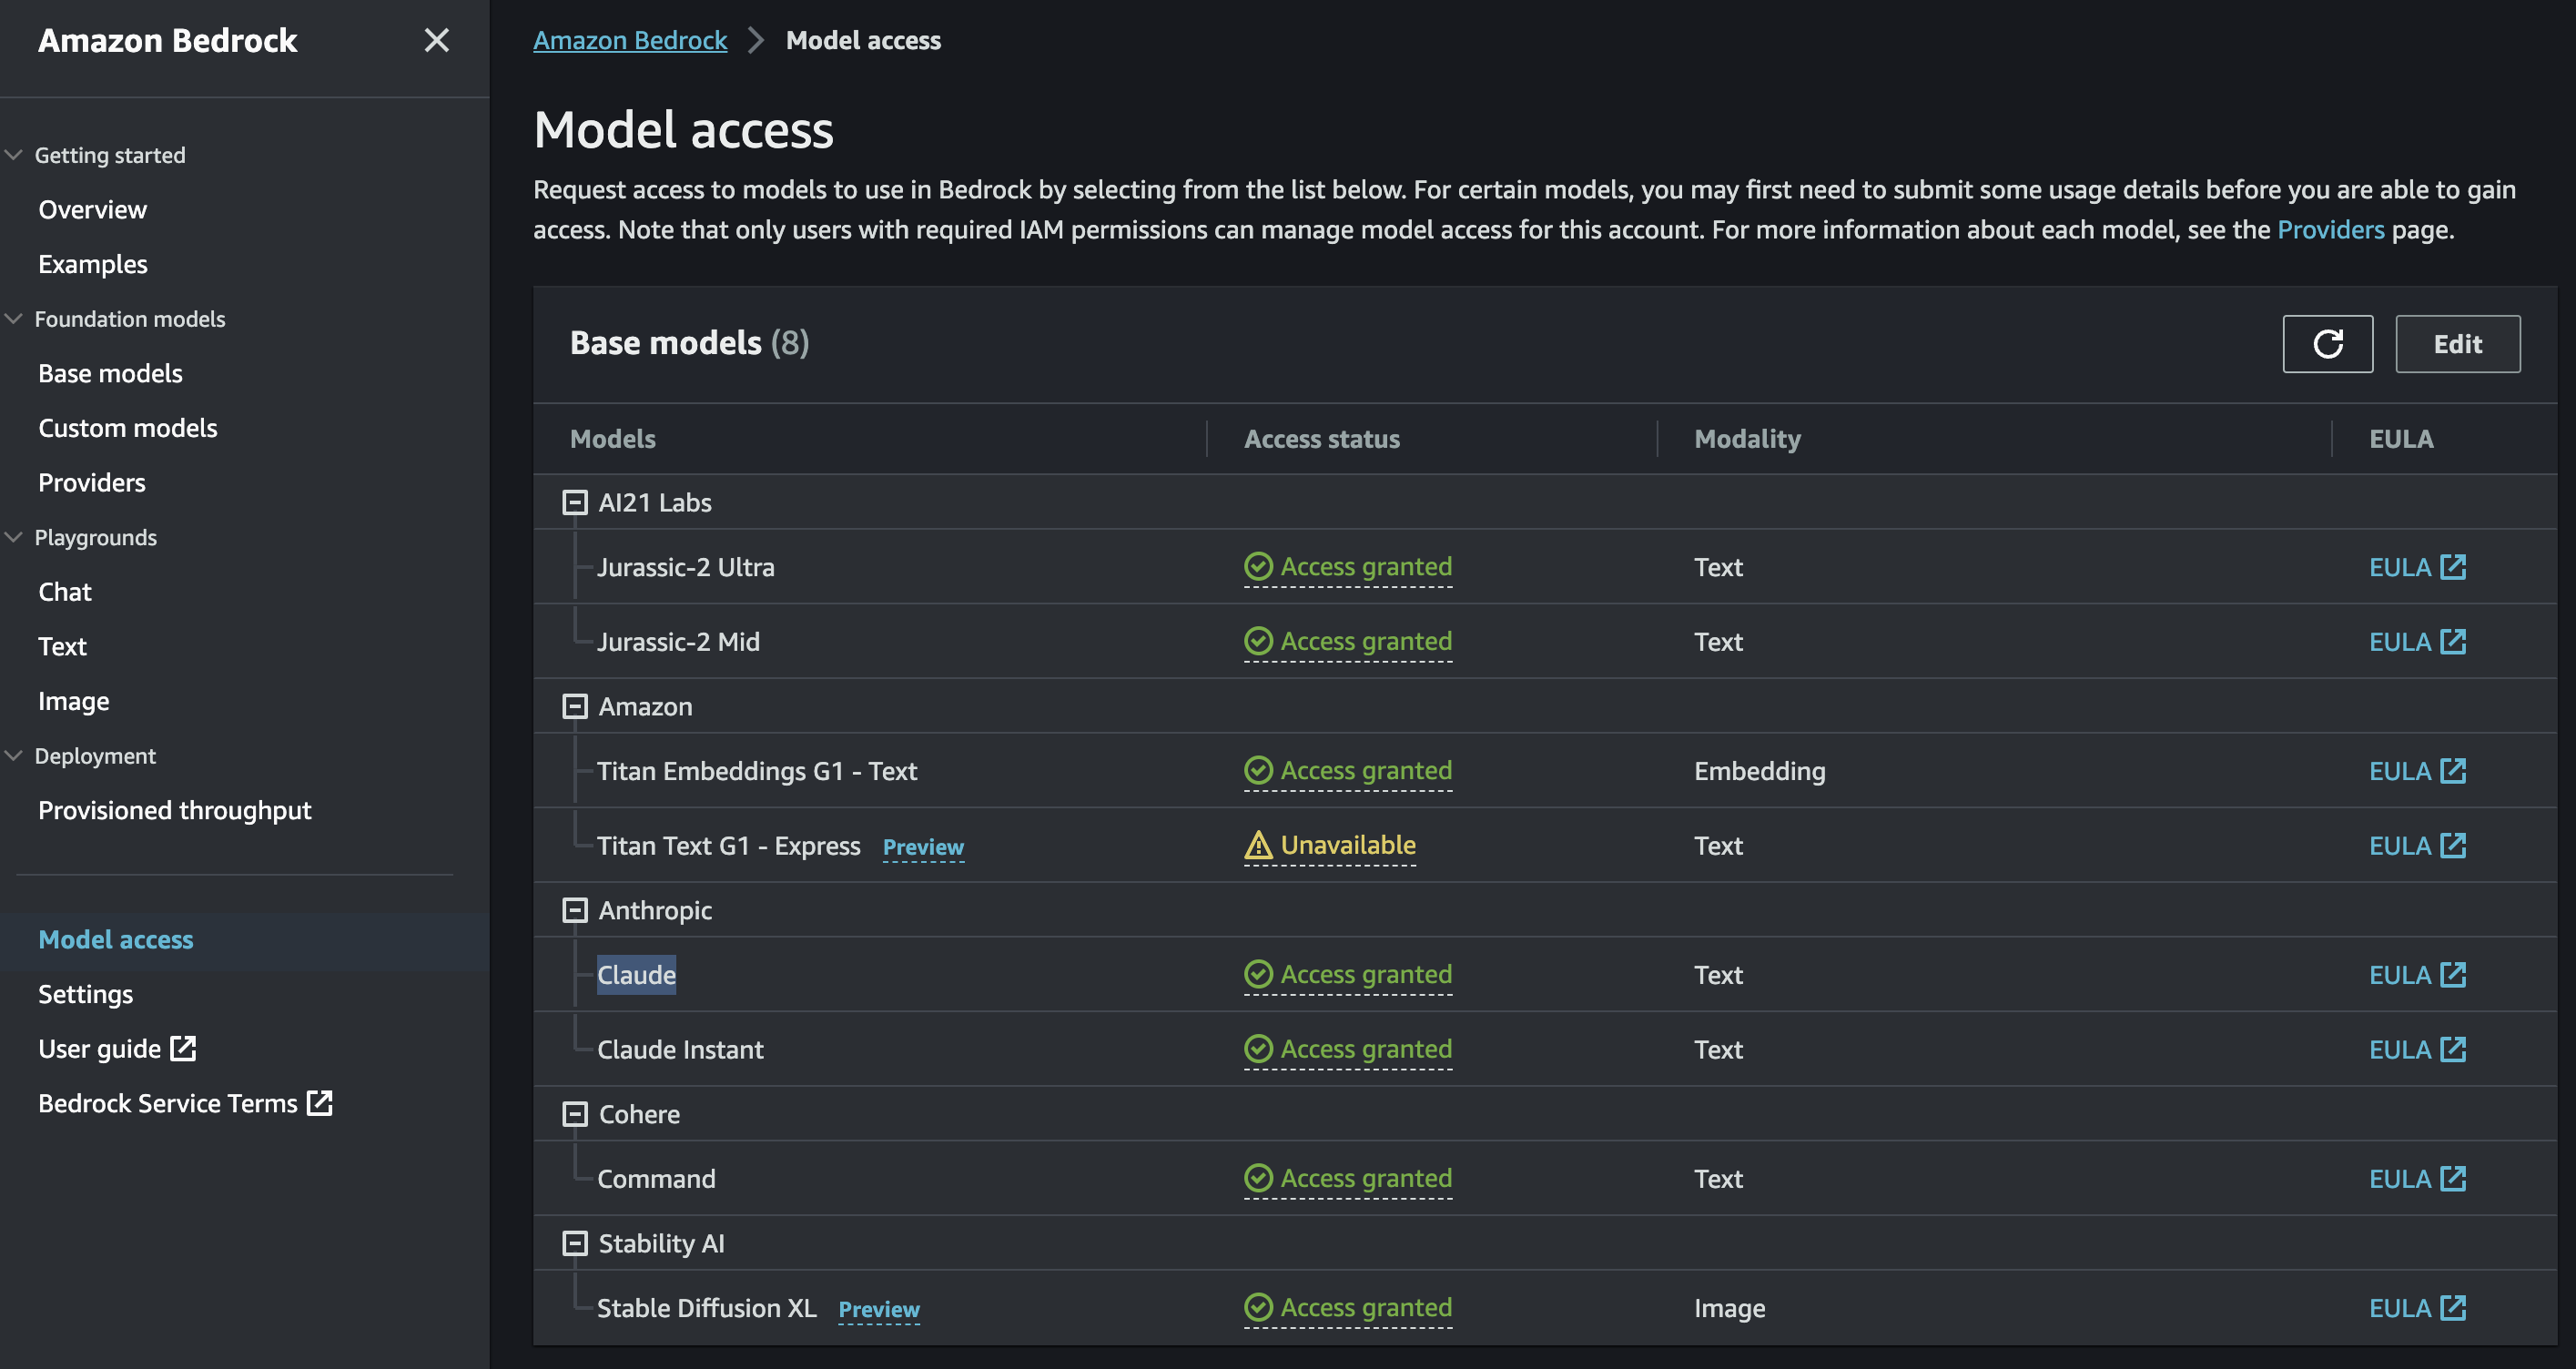 Amazon Bedrock
Getting started
Overview
Examples
Foundation models
Base models
Custom models
Providers
Playgrounds
Chat
Text
Image
Deployment
Provisioned throughput
Model access
Settings
User guide
Bedrock Service Terms
Amazon Bedrock > Model access
Model access
Request access to models to use in Bedrock by selecting from the list below. For certain models, you may first need to submit some usage details before you are able to gain
access. Note that only users with required IAM permissions can manage model access for this account. For more information about each model, see the Providers page.
Base models (8) Edit
Models Access status Modality EULA
AI21 Labs
Jurassic-2 Ultra Access granted Text EULA
Jurassic-2 Mid Access granted Text EULA
Amazon
Titan Embeddings G1 - Text Access granted Embedding EULA
Titan Text G1 - Express Preview Unavailable Text EULA
Anthropic
Claude Access granted Text EULA
Claude Instant Access granted Text EULA
Cohere
Command Access granted Text EULA
Stability AI
Stable Diffusion XL Preview Access granted Image EULA